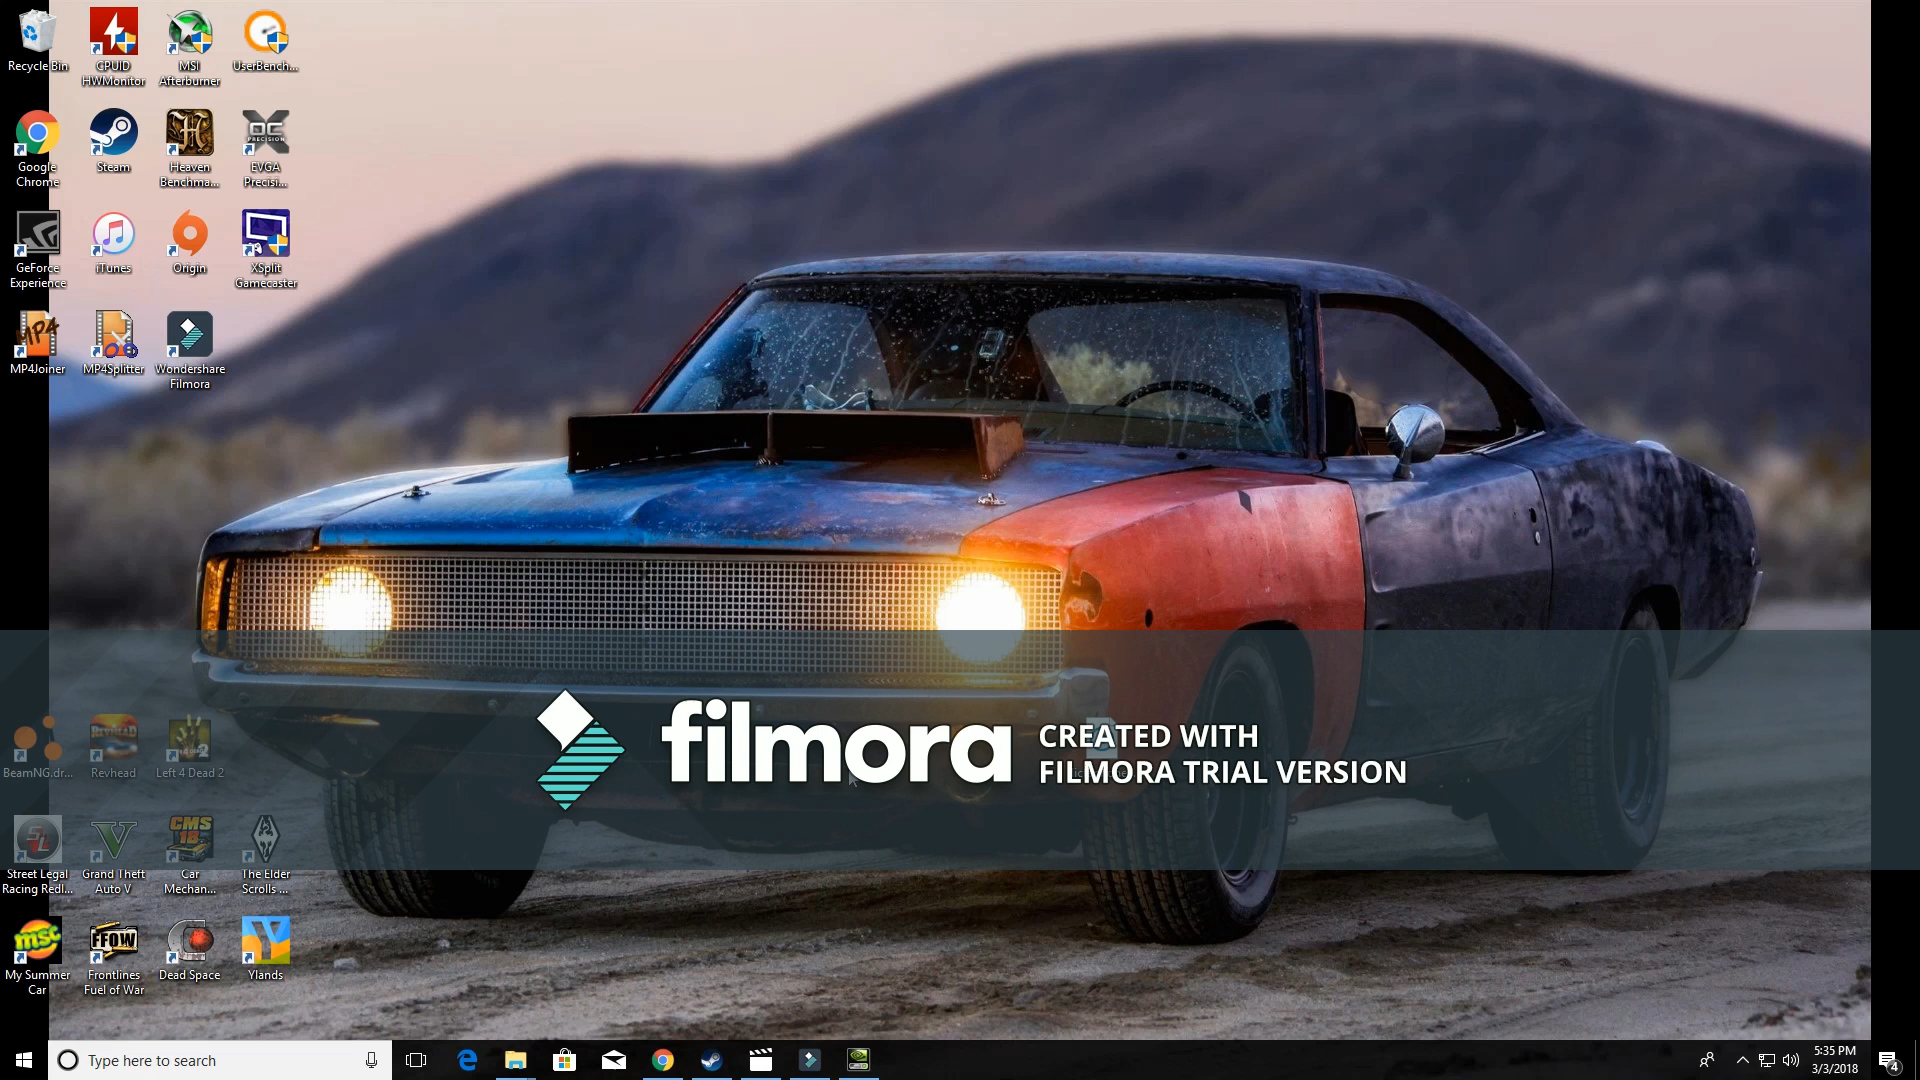 Recycle Bin
CPUID
HWMonitor
MSI
Afterburner
UserBench...
Google
Chrome
Steam
Heaven
Benchma...
EVGA
Precisi...
GeForce
Experience
iTunes
Origin
XSplit
Gamecaster
MP4Joiner
MP4Splitter
Wondershare
Filmora
filmora
CREATED WITH
FILMORA TRIAL VERSION
BeamNG.dr...
Revhead
Left 4 Dead 2
Street Legal
Racing Redl...
Grand Theft
Auto V
Car
Mechan...
The Elder
Scrolls ...
My Summer
Car
Frontlines
Fuel of War
Dead Space
Ylands
Type here to search
5:35 PM
3/3/2018
4